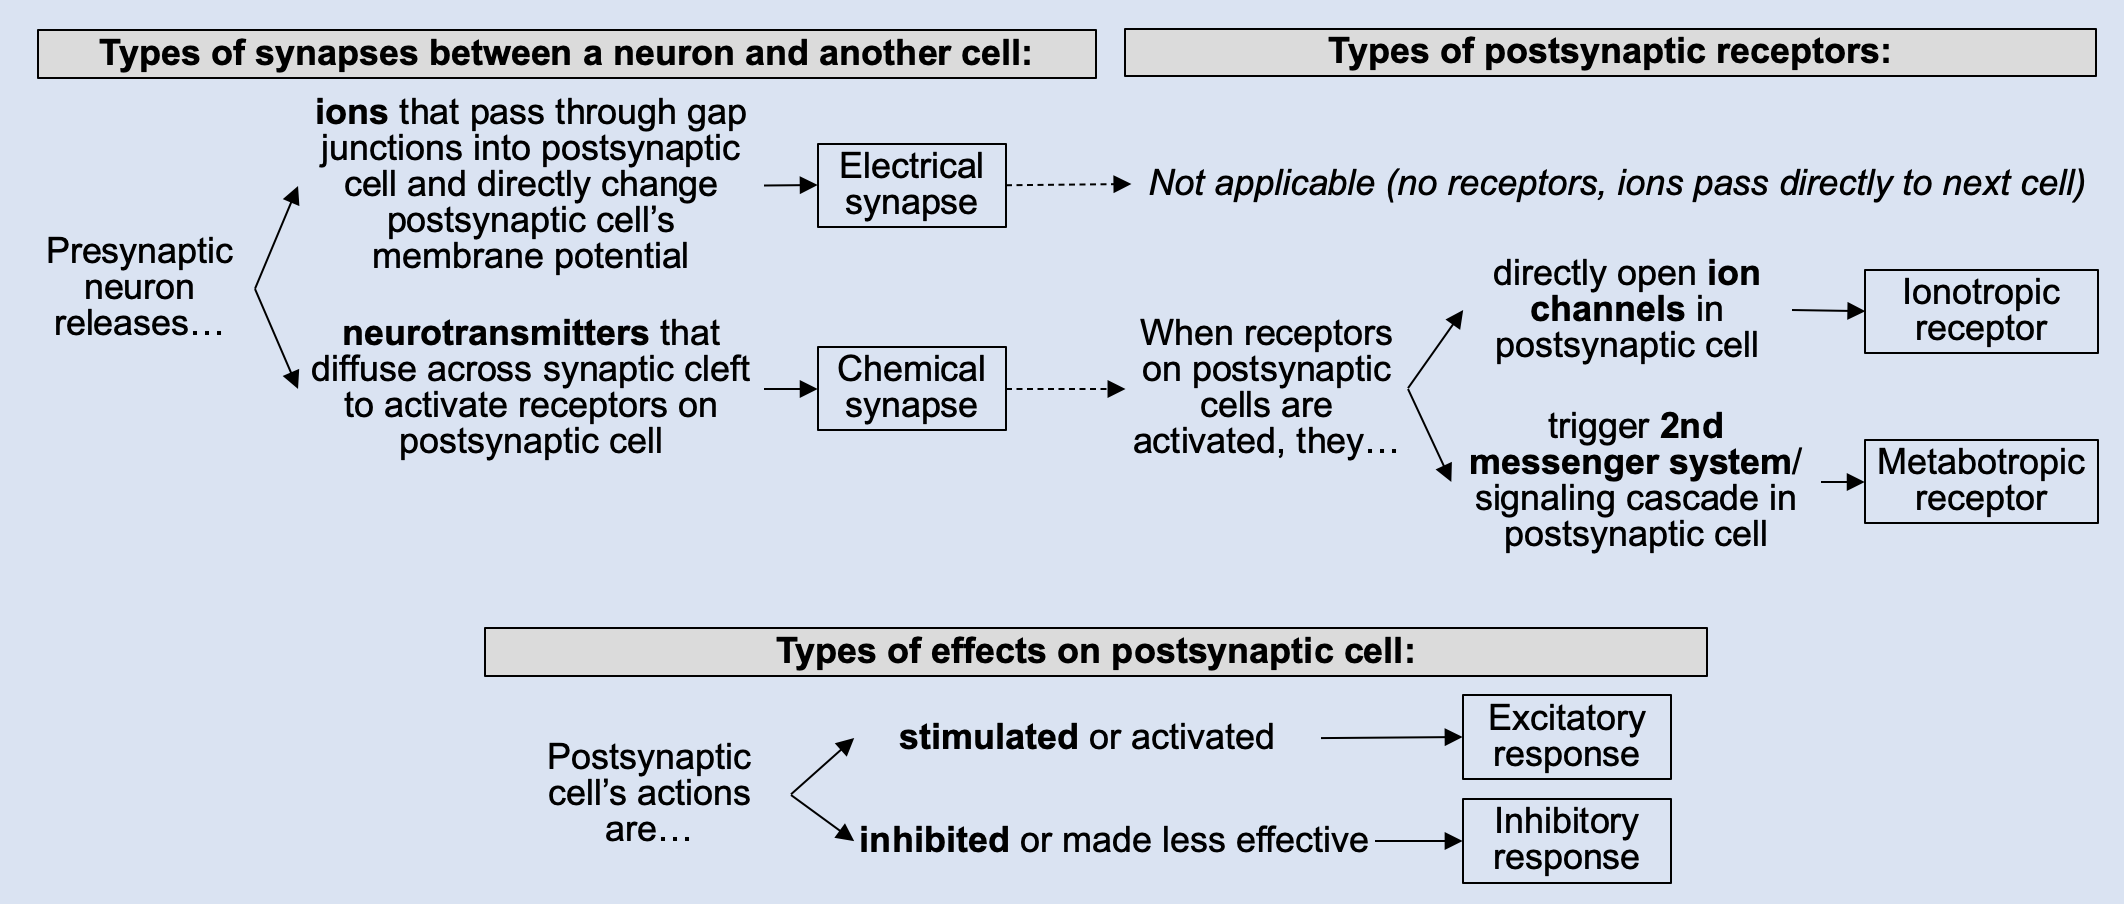 Types of synapses between a neuron and another cell:
Types of postsynaptic receptors:
Presynaptic
neuron
releases…
ions that pass through gap
junctions into postsynaptic
cell and directly change
postsynaptic cell’s
membrane potential
Electrical
synapse
Not applicable (no receptors, ions pass directly to next cell)
neurotransmitters that
diffuse across synaptic cleft
to activate receptors on
postsynaptic cell
Chemical
synapse
When receptors
on postsynaptic
cells are
activated, they…
directly open ion
channels in
postsynaptic cell
Ionotropic
receptor
trigger 2nd
messenger system/
signaling cascade in
postsynaptic cell
Metabotropic
receptor
Types of effects on postsynaptic cell:
Postsynaptic
cell’s actions
are…
stimulated or activated
Excitatory
response
inhibited or made less effective
Inhibitory
response